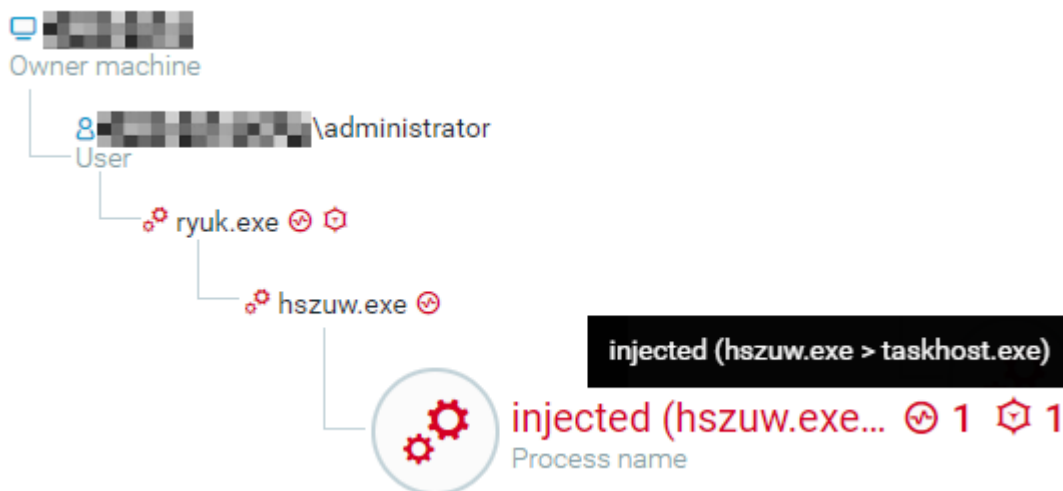 Owner machine
\administrator
User
ryuk.exe
hszuw.exe
injected (hszuw.exe > taskhost.exe)
injected (hszuw.exe... 1 1
Process name